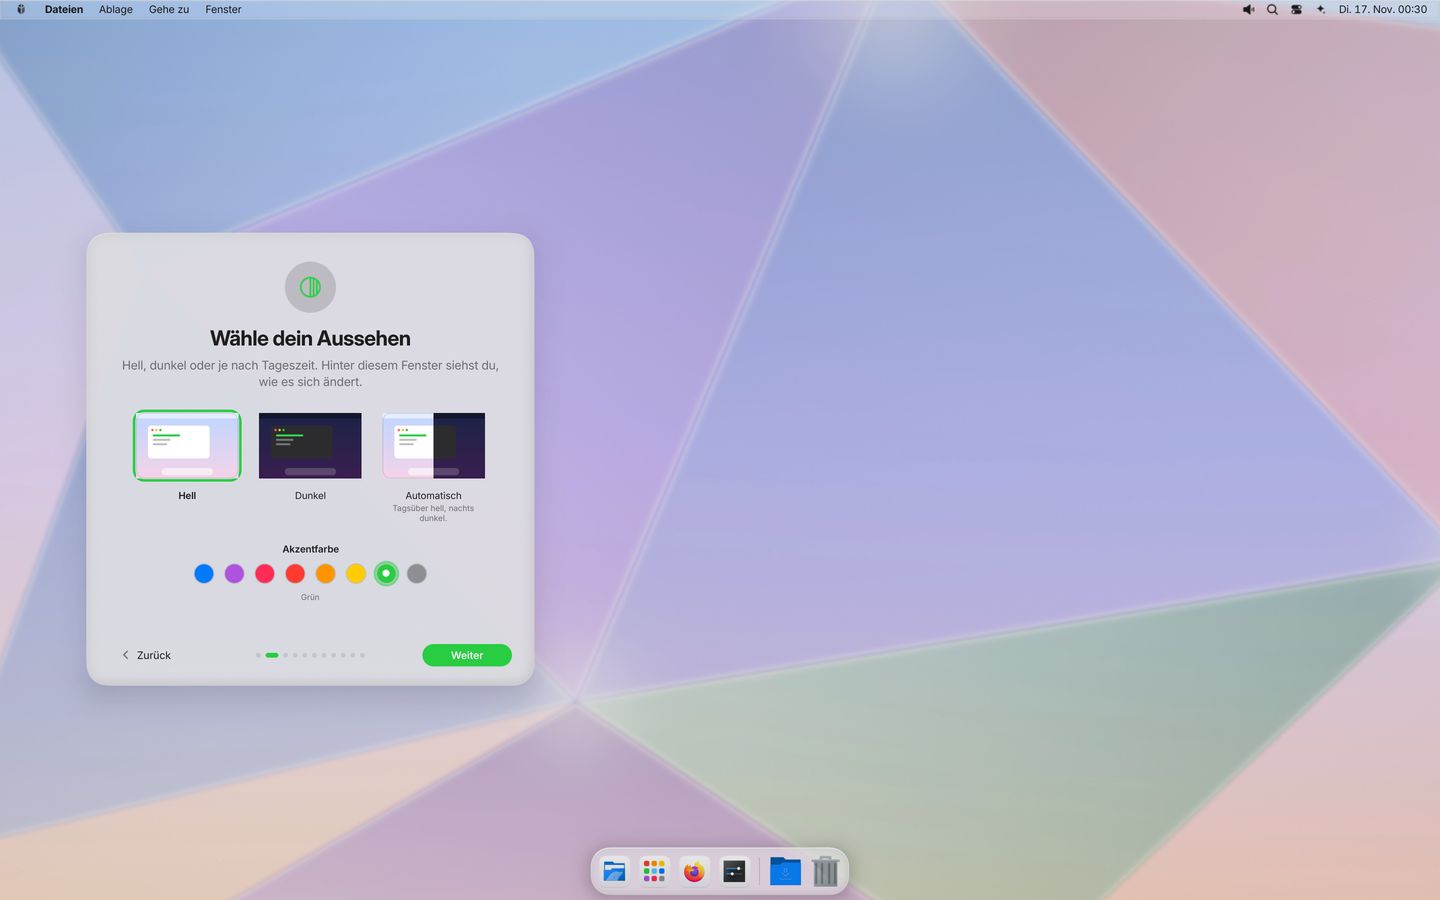 Dateien Ablage Gehe zu Fenster Di. 17. Nov. 00:30
Wähle dein Aussehen
Hell, dunkel oder je nach Tageszeit. Hinter diesem Fenster siehst du,
wie es sich ändert.
Hell Dunkel Automatisch
Tagsüber hell, nachts
dunkel.
Akzentfarbe
Grün
Zurück Weiter